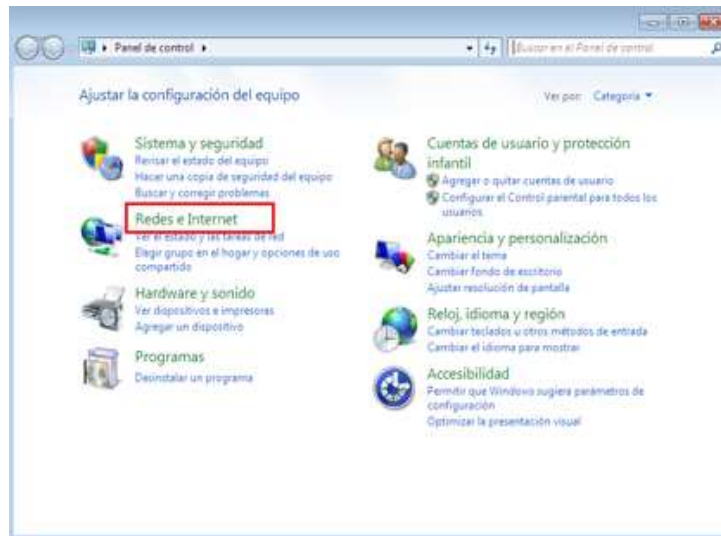 Panel de control
Buscar en el Panel de control
Ajustar la configuración del equipo
Ver por: Categoría
Sistema y seguridad
Revisar el estado del equipo
Hacer una copia de seguridad del equipo
Buscar y corregir problemas
Redes e Internet
Ver el estado y las tareas de red
Elegir grupo en el hogar y opciones de uso
compartido
Hardware y sonido
Ver dispositivos e impresoras
Agregar un dispositivo
Programas
Desinstalar un programa
Cuentas de usuario y protección
infantil
Agregar o quitar cuentas de usuario
Configurar el Control parental para todos los
usuarios
Apariencia y personalización
Cambiar el tema
Cambiar fondo de escritorio
Ajustar resolución de pantalla
Reloj, idioma y región
Cambiar teclados u otros métodos de entrada
Cambiar el idioma para mostrar
Accesibilidad
Permitir que Windows sugiera parámetros de
configuración
Optimizar la presentación visual